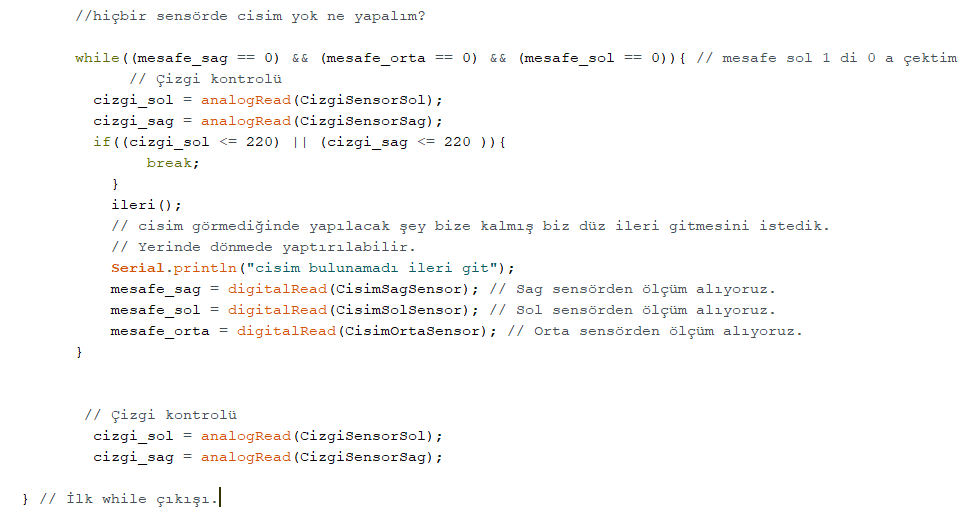 //hiçbir sensörde cisim yok ne yapalım?
while((mesafe_sag == 0) && (mesafe_orta == 0) && (mesafe_sol == 0)){ // mesafe sol 1 di 0 a çektim
// Çizgi kontrolü
cizgi_sol = analogRead(CizgiSensorSol);
cizgi_sag = analogRead(CizgiSensorSag);
if((cizgi_sol <= 220) || (cizgi_sag <= 220 )){
break;
}
ileri();
// cisim görmediğinde yapılacak şey bize kalmış biz düz ileri gitmesini istedik.
// Yerinde dönmede yaptırılabilir.
Serial.println("cisim bulunamadı ileri git");
mesafe_sag = digitalRead(CisimSagSensor); // Sag sensörden ölçüm alıyoruz.
mesafe_sol = digitalRead(CisimSolSensor); // Sol sensörden ölçüm alıyoruz.
mesafe_orta = digitalRead(CisimOrtaSensor); // Orta sensörden ölçüm alıyoruz.
}
// Çizgi kontrolü
cizgi_sol = analogRead(CizgiSensorSol);
cizgi_sag = analogRead(CizgiSensorSag);
} // İlk while çıkışı.